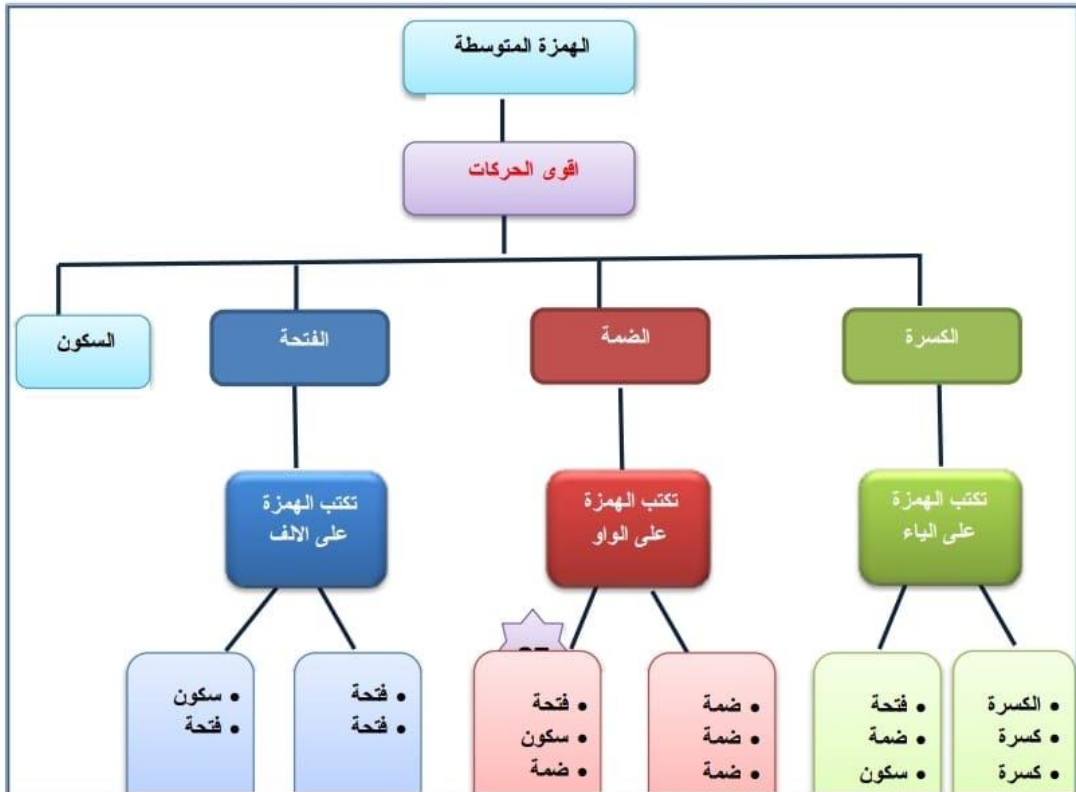 الهمزة المتوسطة
اقوى الحركات
الكسرة
الضمة
الفتحة
السكون
تكتب الهمزة
على الياء
تكتب الهمزة
على الواو
تكتب الهمزة
على الالف
• الكسرة
• كسرة
• كسرة
• فتحة
• ضمة
• سكون
• ضمة
• ضمة
• ضمة
• فتحة
• سكون
• ضمة
• فتحة
• فتحة
• سكون
• فتحة